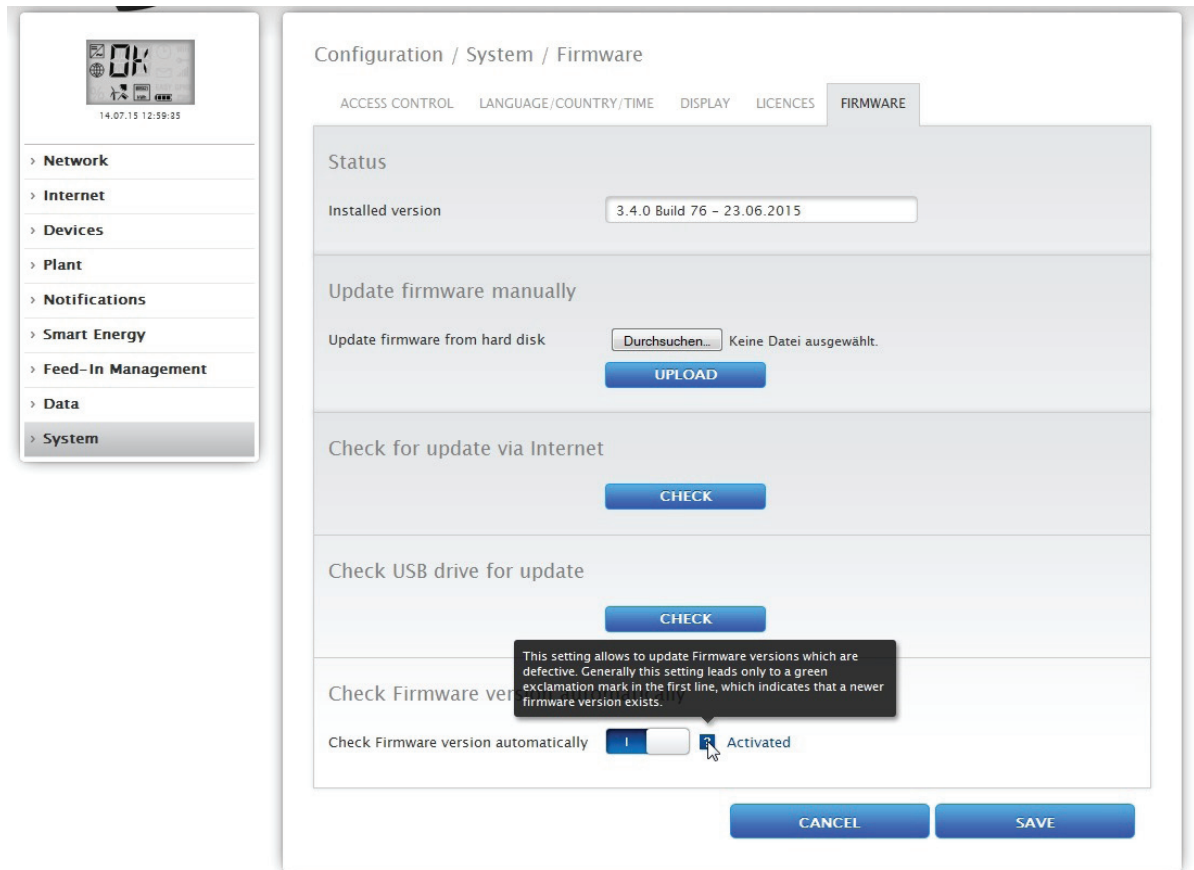 OK
14.07.15 12:59:35
› Network
› Internet
› Devices
› Plant
› Notifications
› Smart Energy
› Feed-In Management
› Data
› System
Configuration / System / Firmware
ACCESS CONTROL LANGUAGE/COUNTRY/TIME DISPLAY LICENCES FIRMWARE
Status
Installed version 3.4.0 Build 76 – 23.06.2015
Update firmware manually
Update firmware from hard disk Durchsuchen... Keine Datei ausgewählt.
UPLOAD
Check for update via Internet
CHECK
Check USB drive for update
CHECK
This setting allows to update Firmware versions which are
defective. Generally this setting leads only to a green
exclamation mark in the first line, which indicates that a newer
firmware version exists.
Check Firmware version automatically
Check Firmware version automatically I ? Activated
CANCEL SAVE